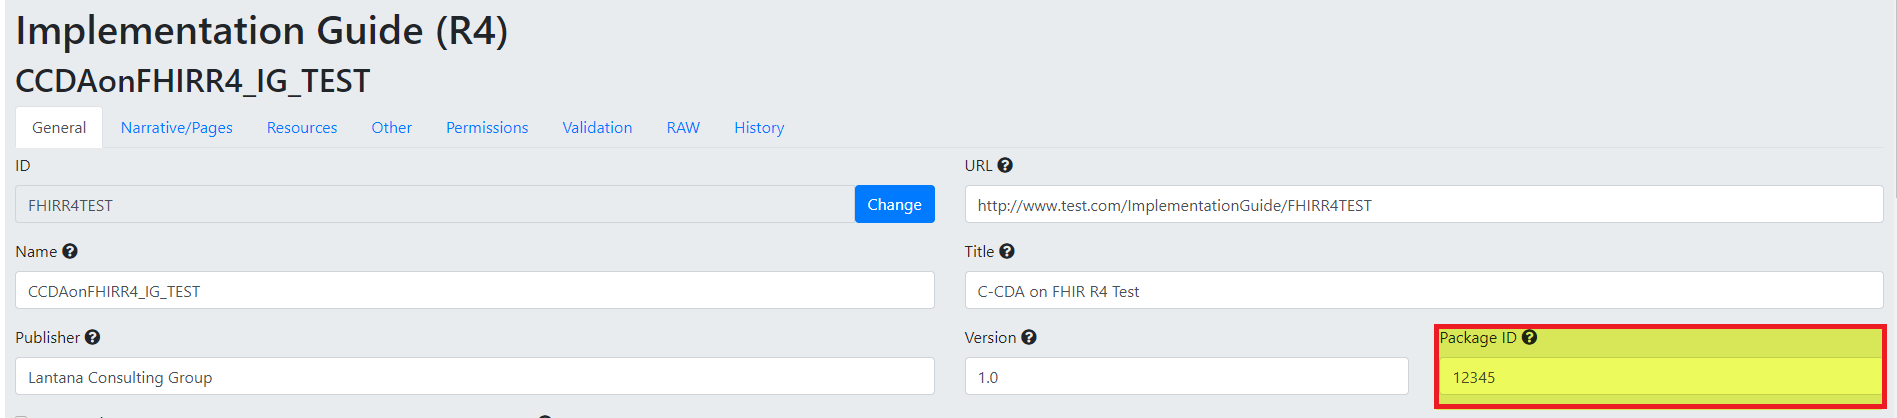 Implementation Guide (R4)
CCDAonFHIRR4_IG_TEST
General Narrative/Pages Resources Other Permissions Validation RAW History
ID
FHIRR4TEST Change
URL
http://www.test.com/ImplementationGuide/FHIRR4TEST
Name
CCDAonFHIRR4_IG_TEST
Title
C-CDA on FHIR R4 Test
Publisher
Lantana Consulting Group
Version
1.0
Package ID
12345